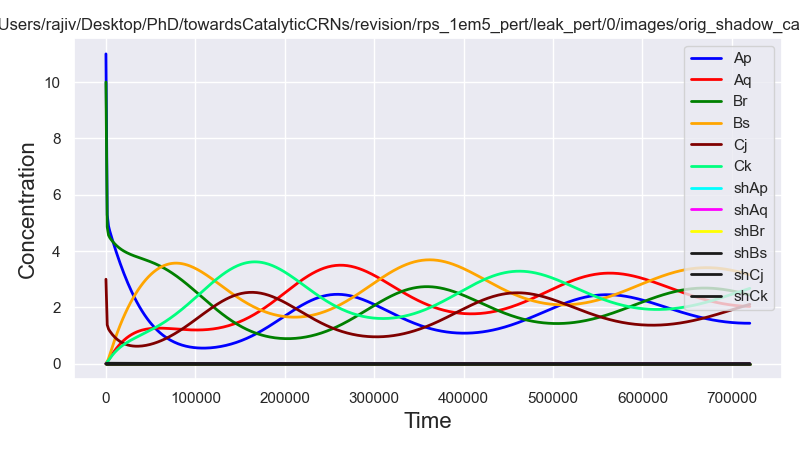 Users/rajiv/Desktop/PhD/towardsCatalyticCRNs/revision/rps_1em5_pert/leak_pert/0/images/orig_shadow_ca
Concentration
10
8
6
4
2
0
0 100000 200000 300000 400000 500000 600000 700000
Time
Ap
Aq
Br
Bs
Cj
Ck
shAp
shAq
shBr
shBs
shCj
shCk